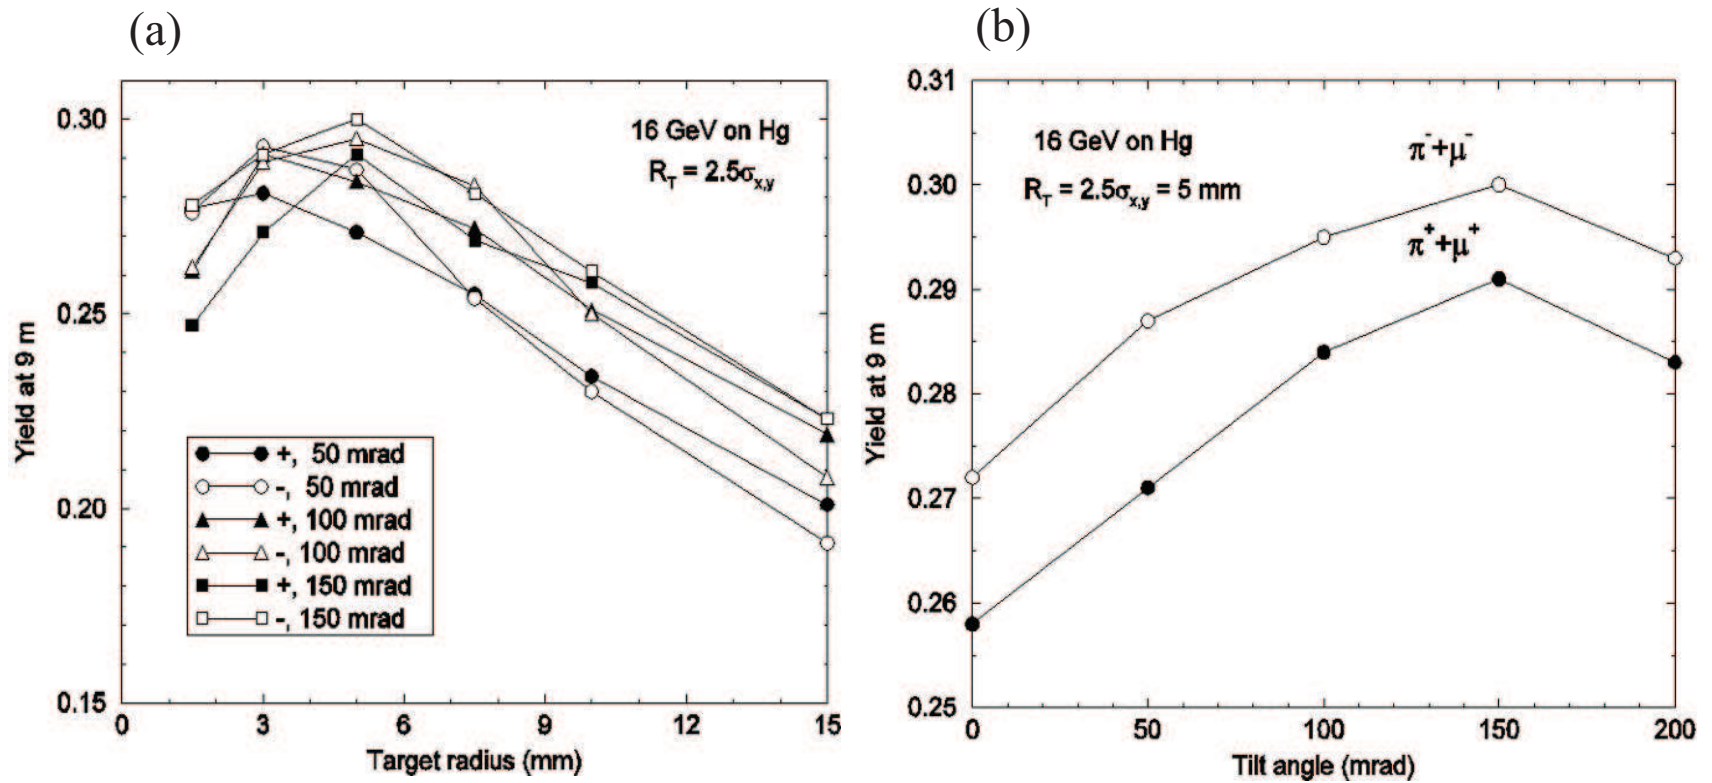 (a)
0.30
0.25
0.20
0.15
Yield at 9 m
16 GeV on Hg
R_T = 2.5σ_x,y
+, 50 mrad
-, 50 mrad
+, 100 mrad
-, 100 mrad
+, 150 mrad
-, 150 mrad
0 3 6 9 12 15
Target radius (mm)
(b)
0.31
0.30
0.29
0.28
0.27
0.26
0.25
Yield at 9 m
16 GeV on Hg
R_T = 2.5σ_x,y = 5 mm
π⁻+μ⁻
π⁺+μ⁺
0 50 100 150 200
Tilt angle (mrad)